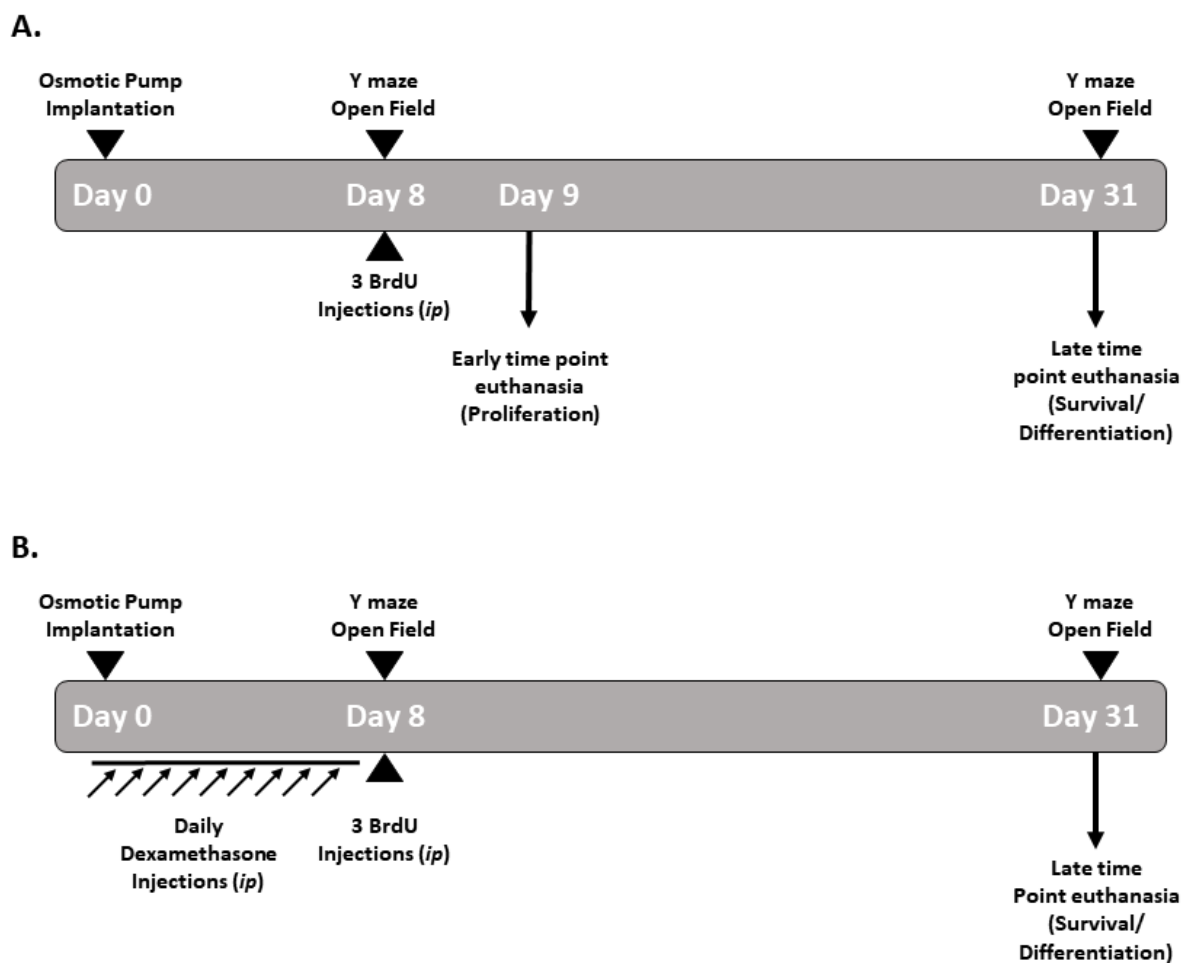 A.
Osmotic Pump
Implantation
Y maze
Open Field
Y maze
Open Field
Day 0
Day 8
Day 9
Day 31
3 BrdU
Injections (ip)
Early time point
euthanasia
(Proliferation)
Late time
point euthanasia
(Survival/
Differentiation)
B.
Osmotic Pump
Implantation
Y maze
Open Field
Y maze
Open Field
Day 0
Day 8
Day 31
Daily
Dexamethasone
Injections (ip)
3 BrdU
Injections (ip)
Late time
Point euthanasia
(Survival/
Differentiation)